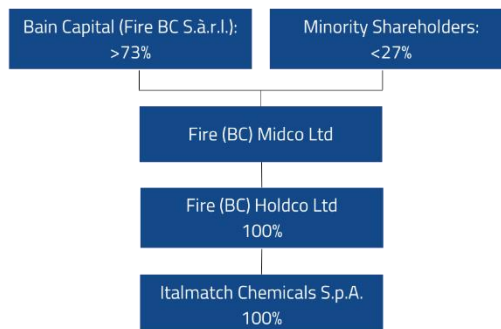 Bain Capital (Fire BC S.à.r.l.):
>73%
Minority Shareholders:
<27%
Fire (BC) Midco Ltd
Fire (BC) Holdco Ltd
100%
Italmatch Chemicals S.p.A.
100%